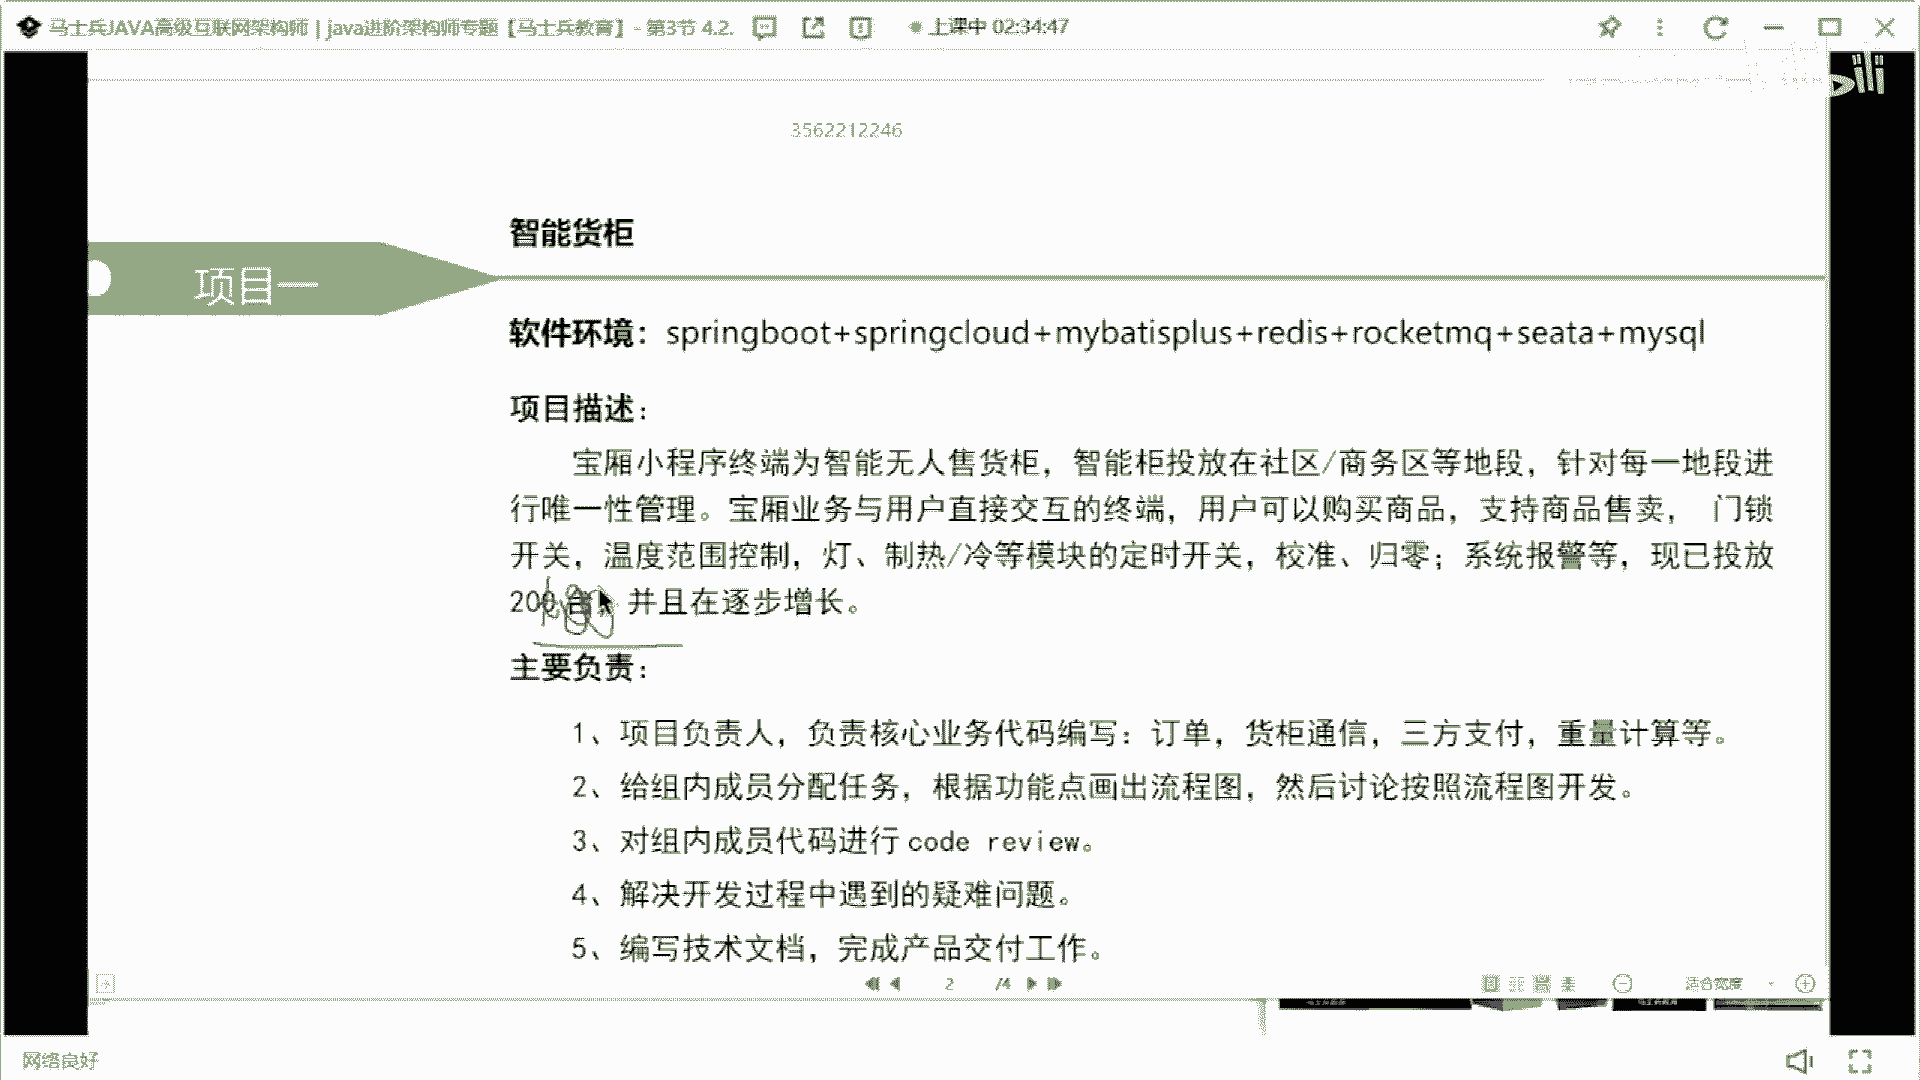 马士兵JAVA高级互联网架构师 | java进阶架构师专题【马士兵教育】 - 第3节 4.2. 上课中 02:34:47
3562212246
智能货柜
项目一
软件环境：springboot+springcloud+mybatisplus+redis+rocketmq+seata+mysql
项目描述：
宝厢小程序终端为智能无人售货柜，智能柜投放在社区/商务区等地段，针对每一地段进
行唯一性管理。宝厢业务与用户直接交互的终端，用户可以购买商品，支持商品售卖， 门锁
开关，温度范围控制，灯、制热/冷等模块的定时开关，校准、归零；系统报警等，现已投放
200台，并且在逐步增长。
主要负责：
1、项目负责人，负责核心业务代码编写：订单，货柜通信，三方支付，重量计算等。
2、给组内成员分配任务，根据功能点画出流程图，然后讨论按照流程图开发。
3、对组内成员代码进行 code review。
4、解决开发过程中遇到的疑难问题。
5、编写技术文档，完成产品交付工作。
2 /4 适合宽度
网络良好